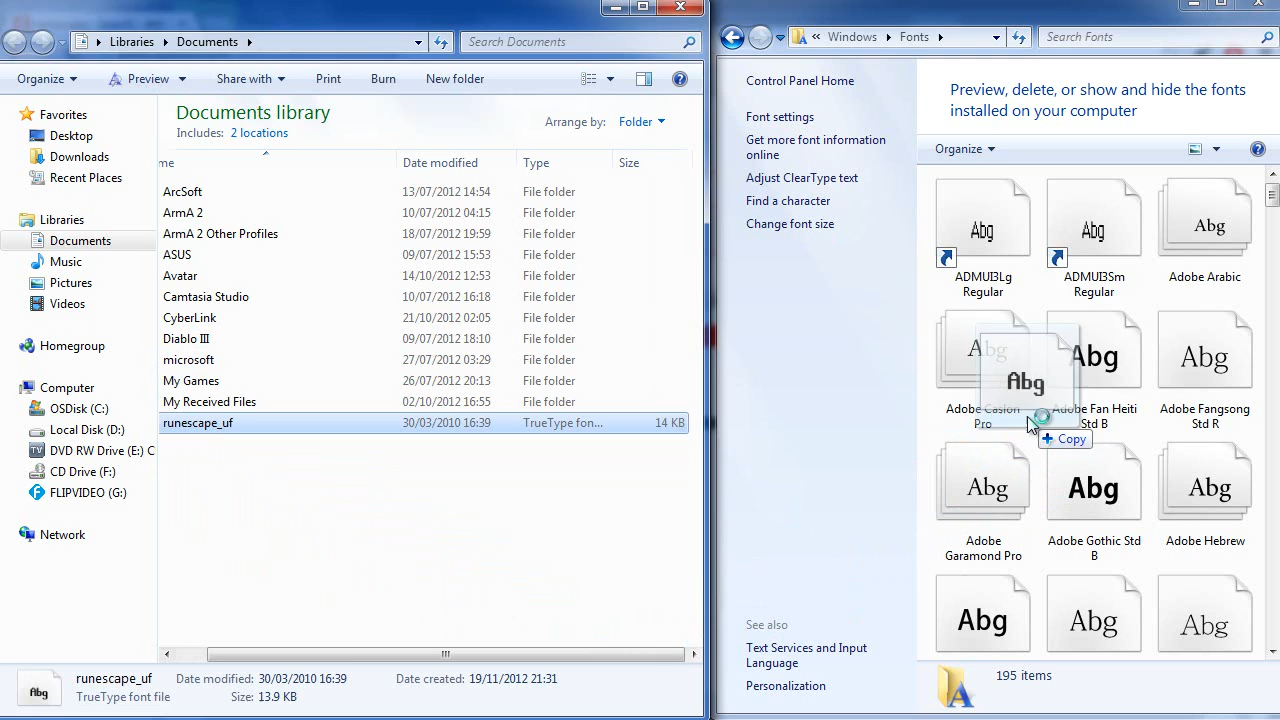 Libraries
Documents
Search Documents
Organize
Preview
Share with
Print
Burn
New folder
Favorites
Desktop
Downloads
Recent Places
Libraries
Documents
Music
Pictures
Videos
Homegroup
Computer
OSDisk (C:)
Local Disk (D:)
DVD RW Drive (E:) C
CD Drive (F:)
FLIPVIDEO (G:)
Network
Documents library
Includes: 2 locations
Arrange by: Folder
me Date modified Type Size
ArcSoft 13/07/2012 14:54 File folder
ArmA 2 10/07/2012 04:15 File folder
ArmA 2 Other Profiles 18/07/2012 19:59 File folder
ASUS 09/07/2012 15:53 File folder
Avatar 14/10/2012 12:53 File folder
Camtasia Studio 10/07/2012 16:18 File folder
CyberLink 21/10/2012 02:05 File folder
Diablo III 09/07/2012 18:10 File folder
microsoft 27/07/2012 03:29 File folder
My Games 26/07/2012 20:13 File folder
My Received Files 02/10/2012 16:55 File folder
runescape_uf 30/03/2010 16:39 TrueType fon... 14 KB
Abg
runescape_uf Date modified: 30/03/2010 16:39 Date created: 19/11/2012 21:31
TrueType font file Size: 13.9 KB
« Windows
Fonts
Search Fonts
Control Panel Home
Font settings
Get more font information
online
Adjust ClearType text
Find a character
Change font size
See also
Text Services and Input
Language
Personalization
Preview, delete, or show and hide the fonts
installed on your computer
Organize
Abg Abg Abg
ADMUI3Lg
Regular
ADMUI3Sm
Regular
Adobe Arabic
Abg Abg Abg
Abg
Adobe Caslon
Pro
Adobe Fan Heiti
Std B
Adobe Fangsong
Std R
Copy
Abg Abg Abg
Adobe
Garamond Pro
Adobe Gothic Std
B
Adobe Hebrew
Abg Abg Abg
195 items